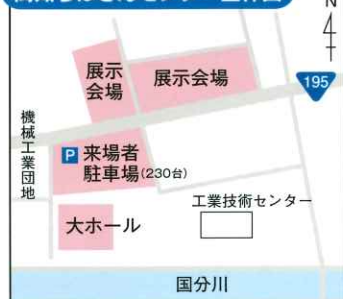 N
展示
会場
展示会場
195
機械工業団地
P 来場者
駐車場(230台)
工業技術センター
大ホール
国分川